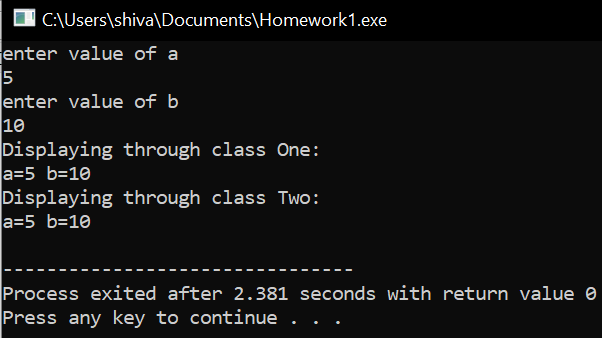 C:\Users\shiva\Documents\Homework1.exe
enter value of a
5
enter value of b
10
Displaying through class One:
a=5 b=10
Displaying through class Two:
a=5 b=10
--------------------------------
Process exited after 2.381 seconds with return value 0
Press any key to continue . . .